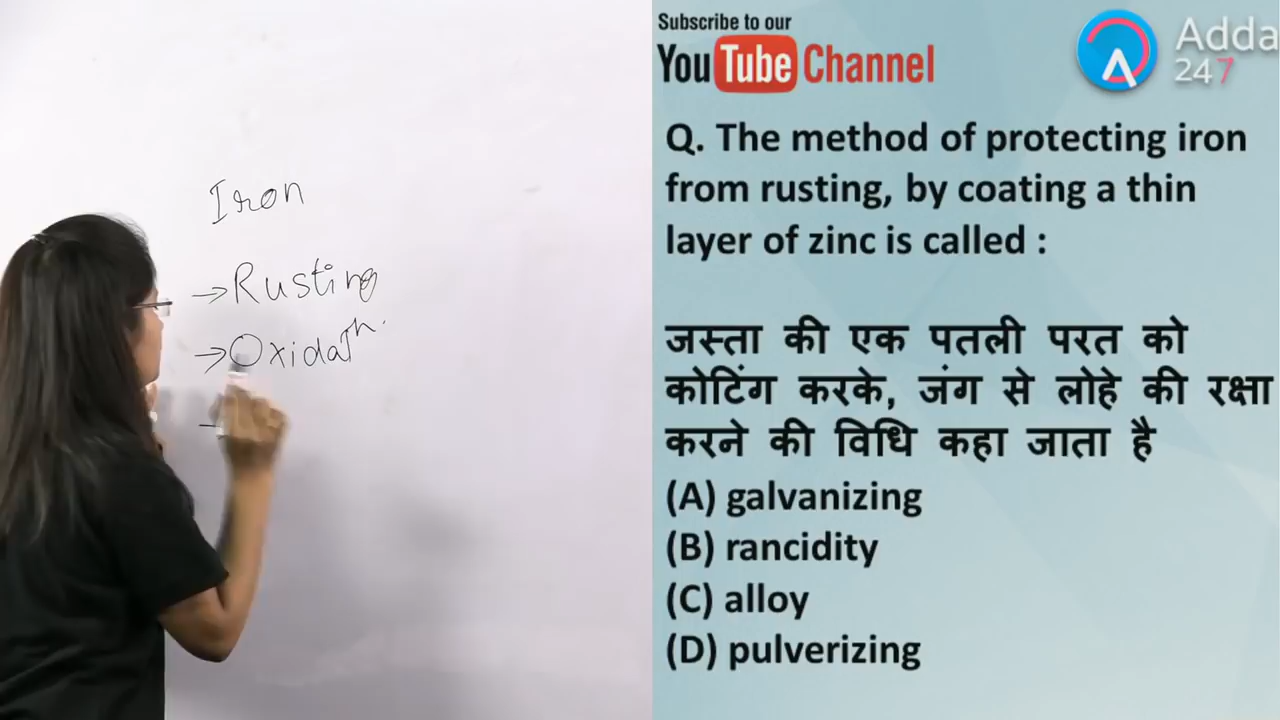 Iron
→Rusting
→Oxidatn.
Subscribe to our
YouTube Channel
Adda
247
Q. The method of protecting iron
from rusting, by coating a thin
layer of zinc is called :
जस्ता की एक पतली परत को
कोटिंग करके, जंग से लोहे की रक्षा
करने की विधि कहा जाता है
(A) galvanizing
(B) rancidity
(C) alloy
(D) pulverizing